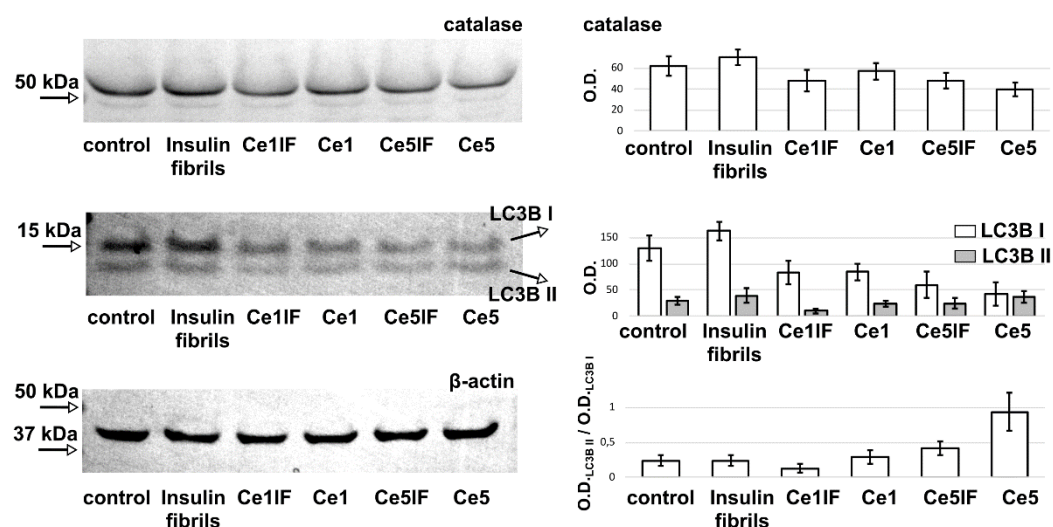 catalase
50 kDa
control Insulin fibrils Ce1IF Ce1 Ce5IF Ce5
15 kDa
LC3B I
LC3B II
control Insulin fibrils Ce1IF Ce1 Ce5IF Ce5
β-actin
50 kDa
37 kDa
control Insulin fibrils Ce1IF Ce1 Ce5IF Ce5
catalase
O.D.
60
40
20
0
control Insulin fibrils Ce1IF Ce1 Ce5IF Ce5
O.D.
150
100
50
0
LC3B I
LC3B II
control Insulin fibrils Ce1IF Ce1 Ce5IF Ce5
O.D.-LC3B II / O.D-LC3B I
1
0,5
0
control Insulin fibrils Ce1IF Ce1 Ce5IF Ce5